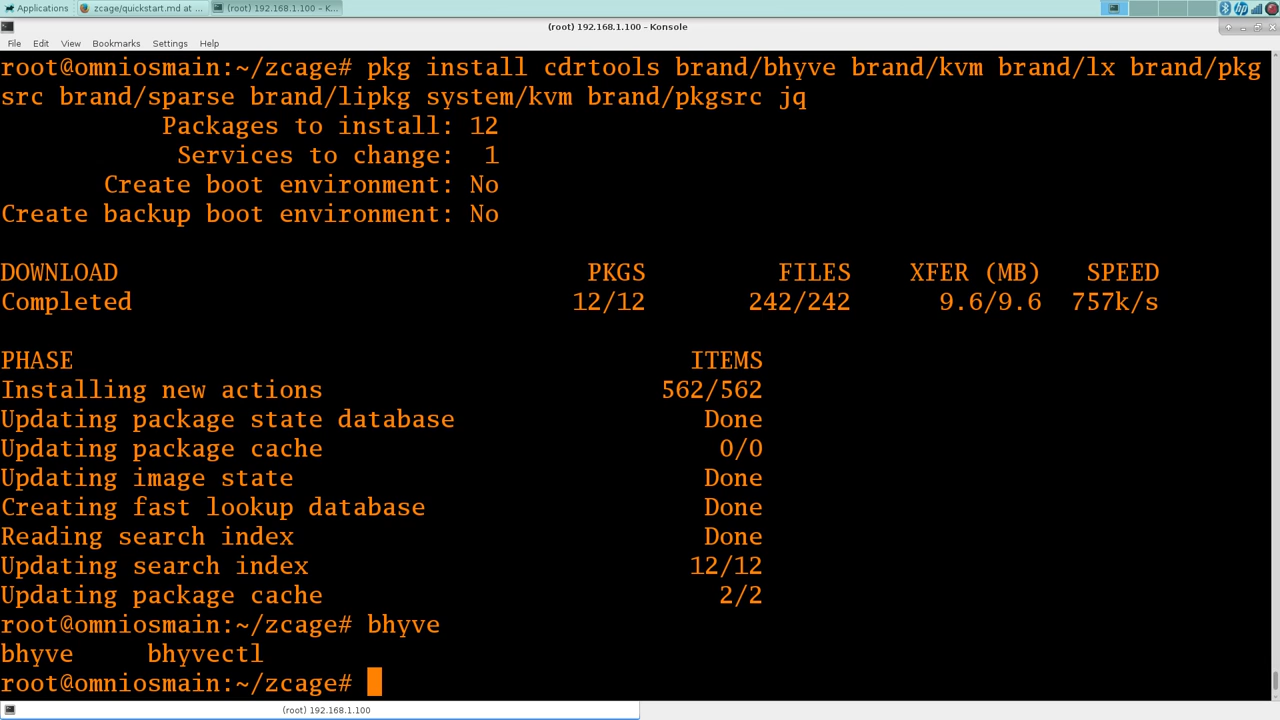 Applications
zcage/quickstart.md at ...
(root) 192.168.1.100 – K...
(root) 192.168.1.100 - Konsole
File Edit View Bookmarks Settings Help
root@omniosmain:~/zcage# pkg install cdrtools brand/bhyve brand/kvm brand/lx brand/pkg
src brand/sparse brand/lipkg system/kvm brand/pkgsrc jq
Packages to install: 12
Services to change: 1
Create boot environment: No
Create backup boot environment: No
DOWNLOAD PKGS FILES XFER (MB) SPEED
Completed 12/12 242/242 9.6/9.6 757k/s
PHASE ITEMS
Installing new actions 562/562
Updating package state database Done
Updating package cache 0/0
Updating image state Done
Creating fast lookup database Done
Reading search index Done
Updating search index 12/12
Updating package cache 2/2
root@omniosmain:~/zcage# bhyve
bhyve bhyvectl
root@omniosmain:~/zcage#
(root) 192.168.1.100